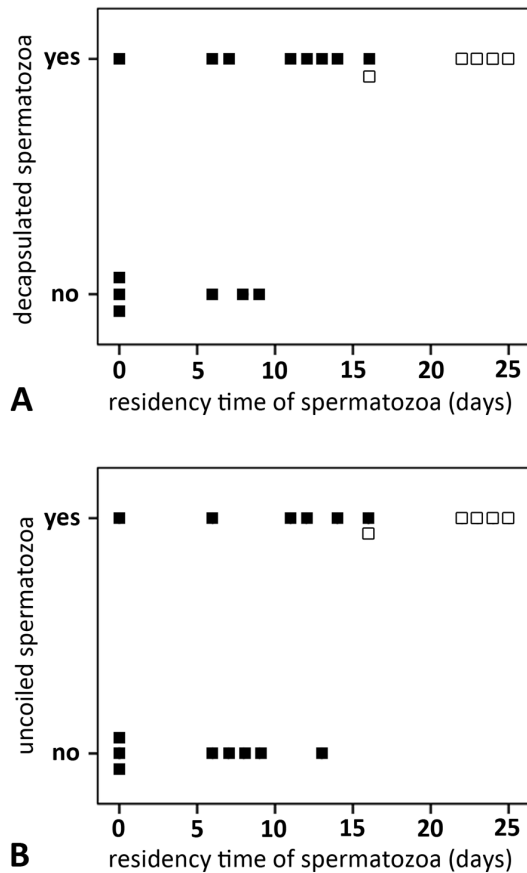 yes
decapsulated spermatozoa
no
0 5 10 15 20 25
A
residency time of spermatozoa (days)
yes
uncoiled spermatozoa
no
0 5 10 15 20 25
B
residency time of spermatozoa (days)